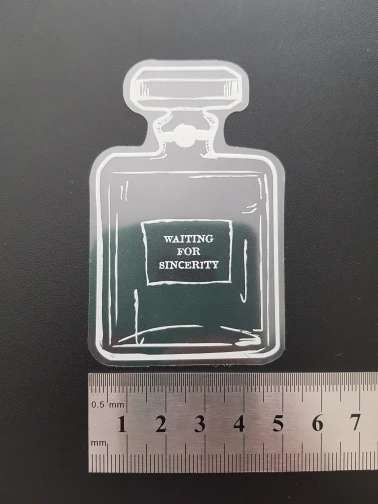 WAITING
FOR
SINCERITY
0.5 mm
1 2 3 4 5 6 7
mm